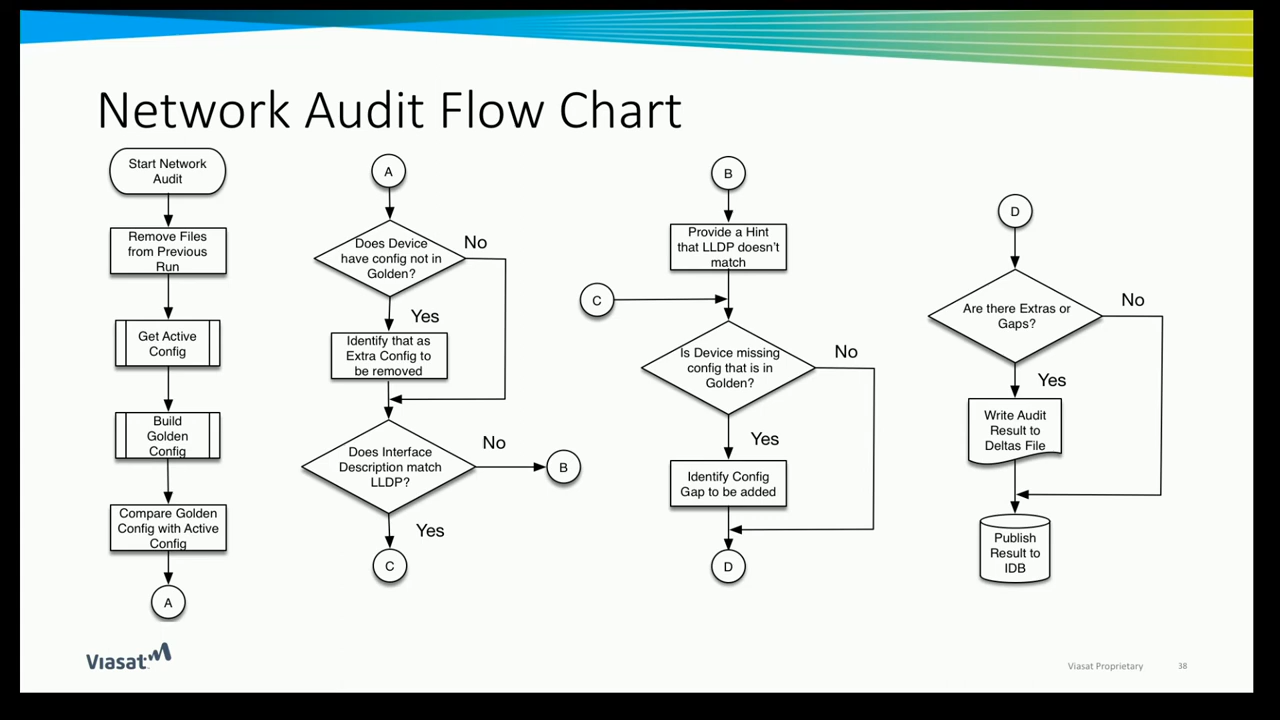 Network Audit Flow Chart
Start Network
Audit
Remove Files
from Previous
Run
Get Active
Config
Build
Golden
Config
Compare Golden
Config with Active
Config
A
A
Does Device
have config not in
Golden?
No
Yes
Identify that as
Extra Config to
be removed
Does Interface
Description match
LLDP?
No
B
Yes
C
B
Provide a Hint
that LLDP doesn't
match
C
Is Device missing
config that is in
Golden?
No
Yes
Identify Config
Gap to be added
D
D
Are there Extras or
Gaps?
No
Yes
Write Audit
Result to
Deltas File
Publish
Result to
IDB
Viasat
Viasat Proprietary
38